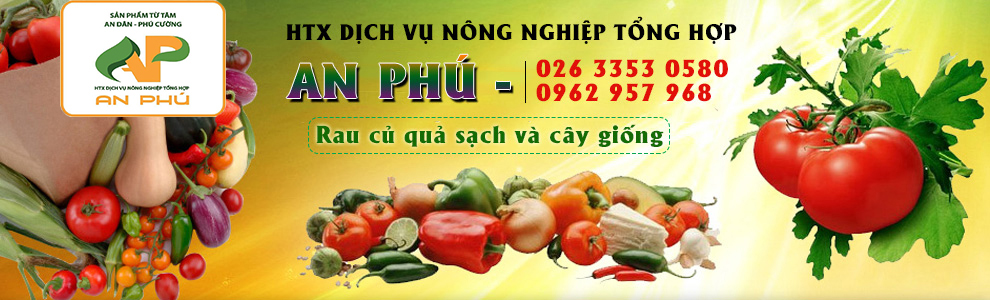 SẢN PHẨM TỪ TÂM
AN DÂN - PHÚ CƯỜNG
AP
HTX DỊCH VỤ NÔNG NGHIỆP TỔNG HỢP
AN PHÚ
HTX DỊCH VỤ NÔNG NGHIỆP TỔNG HỢP
AN PHÚ -
026 3353 0580
0962 957 968
Rau củ quả sạch và cây giống